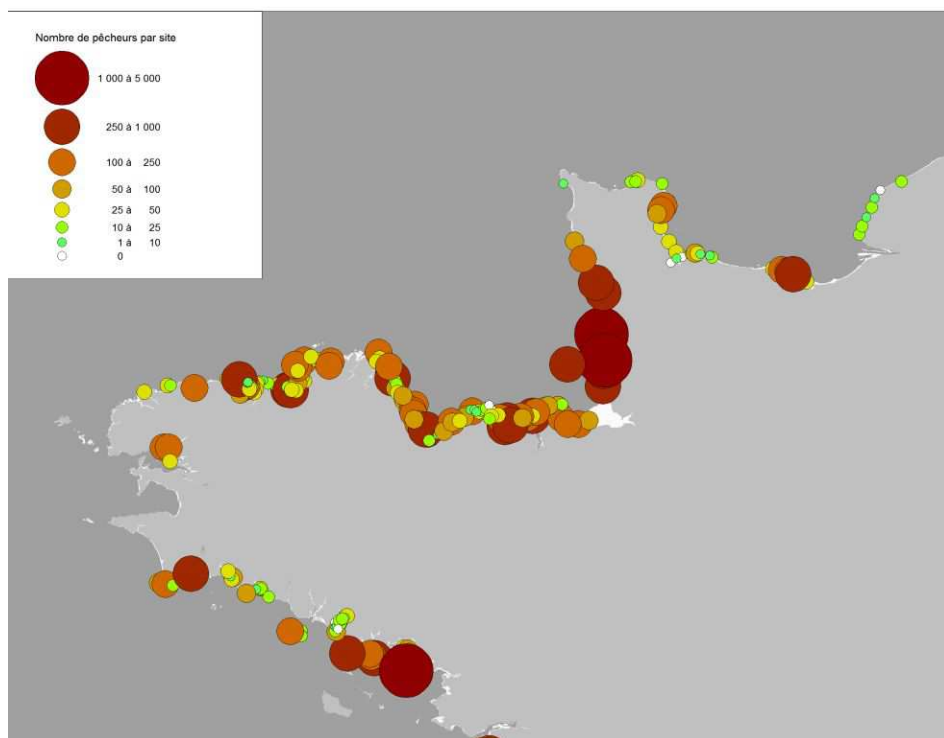 Nombre de pêcheurs par site
1 000 à 5 000
250 à 1 000
100 à 250
50 à 100
25 à 50
10 à 25
1 à 10
0